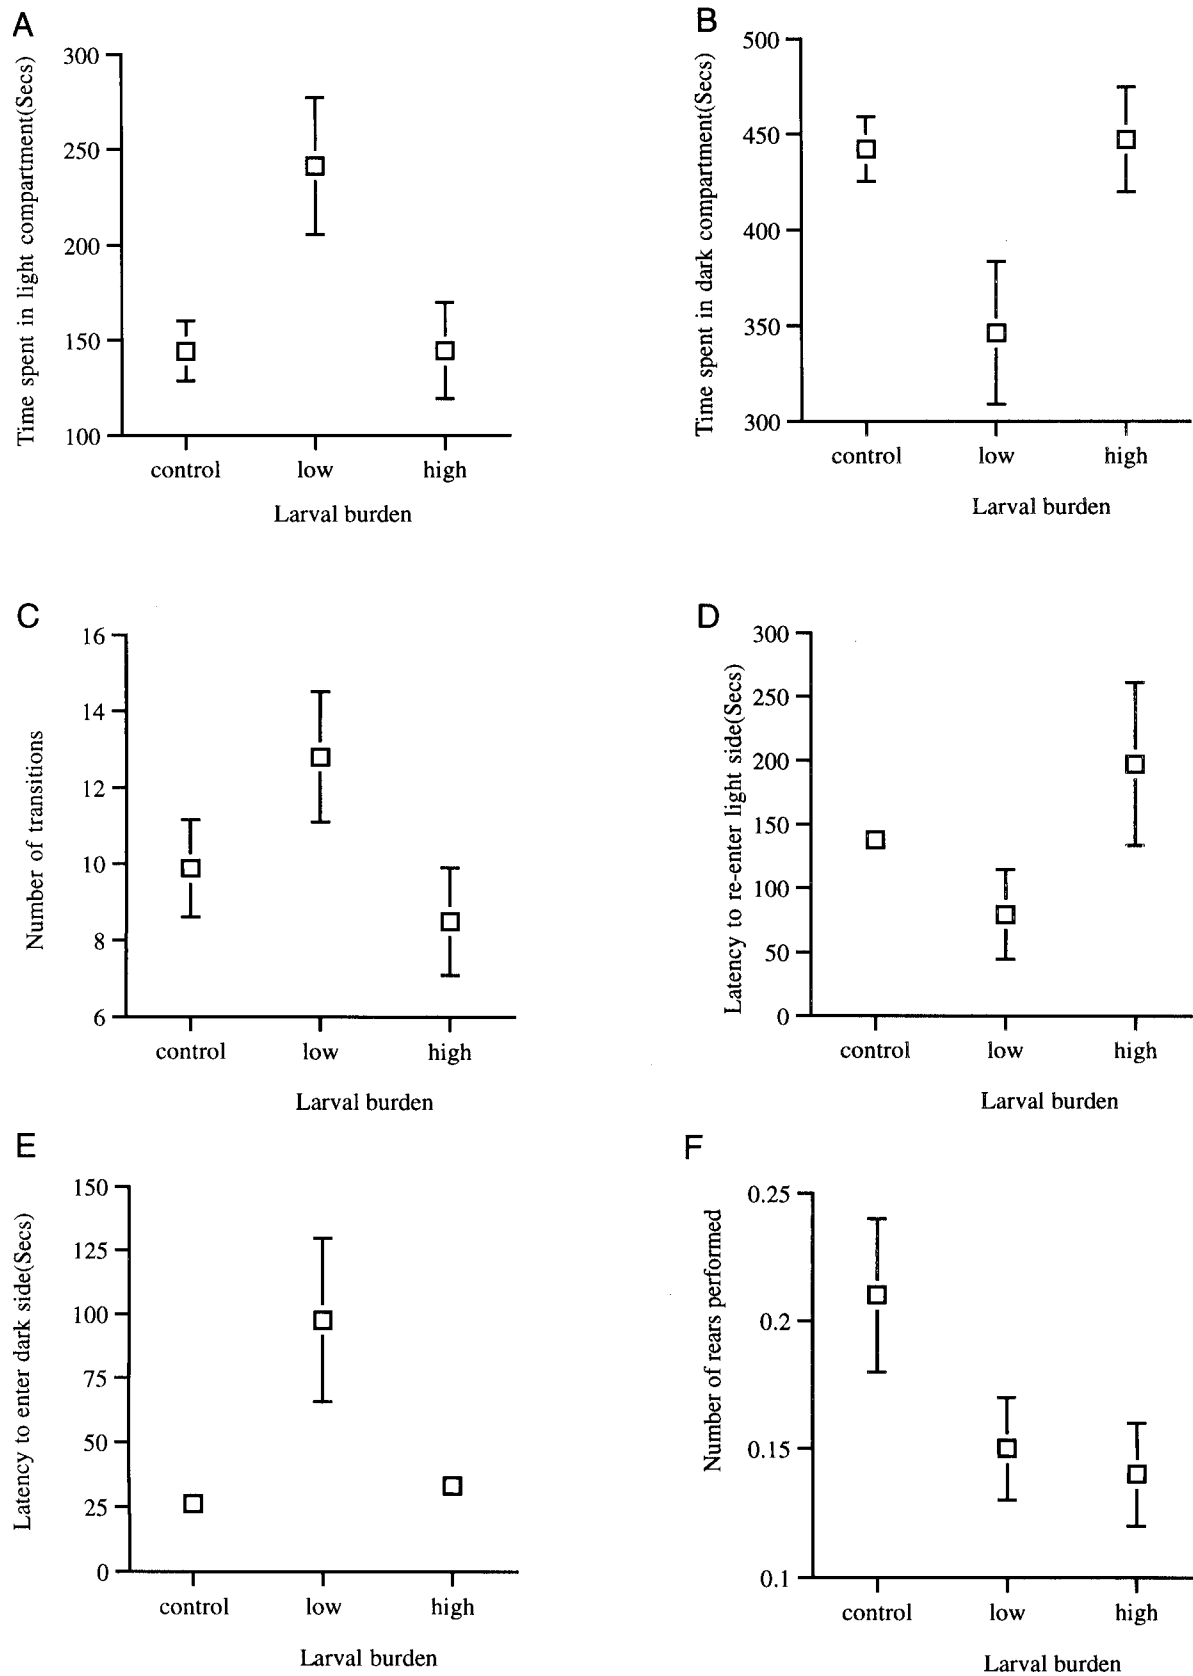 A
Time spent in light compartment(Secs)
300
250
200
150
100
control low high
Larval burden
B
Time spent in dark compartment(Secs)
500
450
400
350
300
control low high
Larval burden
C
Number of transitions
16
14
12
10
8
6
control low high
Larval burden
D
Latency to re-enter light side(Secs)
300
250
200
150
100
50
0
control low high
Larval burden
E
Latency to enter dark side(Secs)
150
125
100
75
50
25
0
control low high
Larval burden
F
Number of rears performed
0.25
0.2
0.15
0.1
control low high
Larval burden